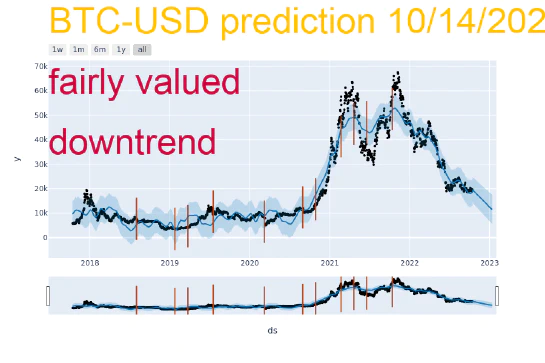 BTC-USD prediction 10/14/202
1w 1m 6m 1y all
70k
fairly valued
60k
50k
40k
downtrend
30k
20k
10k
0
y
2018 2019 2020 2021 2022 2023
ds